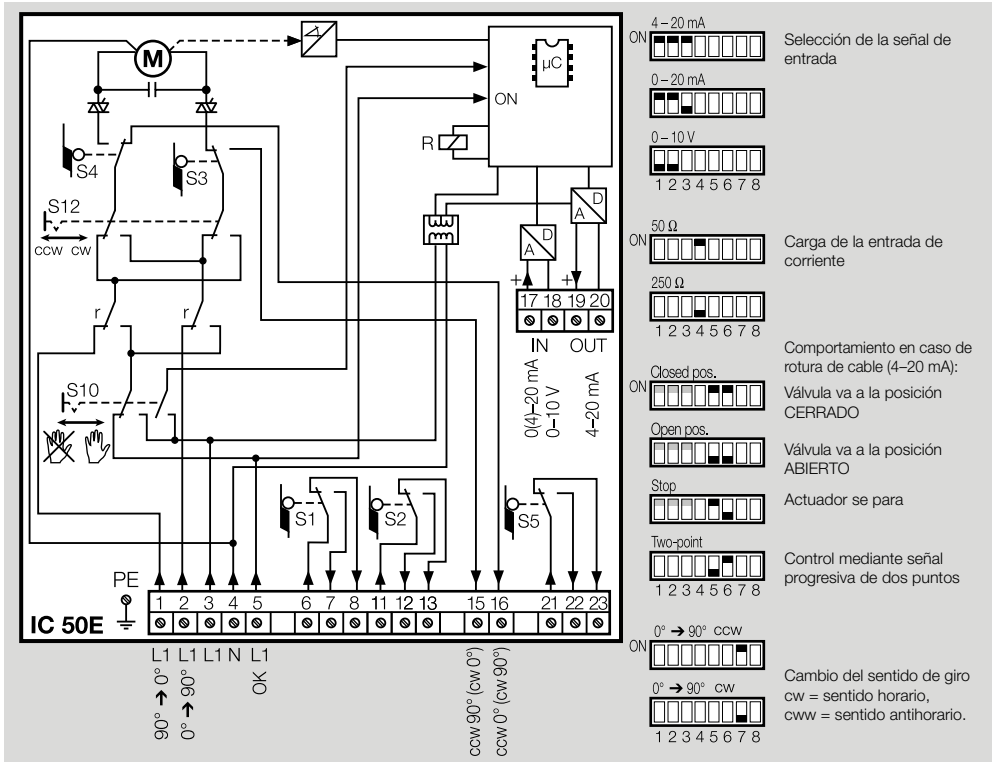 M
µC
ON
R
S4
S3
S12
ccw cw
r
r
S10
A D
A D
+
+
17 18 19 20
IN OUT
0(4)–20 mA
0–10 V
4–20 mA
S1
S2
S5
PE
1 2 3 4 5 6 7 8 11 12 13 15 16 21 22 23
IC 50E
L1 L1 L1 N L1
90° ➔ 0°
0° ➔ 90°
OK
ccw 90° (cw 0°)
ccw 0° (cw 90°)
4–20 mA
ON
Selección de la señal de
entrada
0–20 mA
0–10 V
1 2 3 4 5 6 7 8
50 Ω
ON
Carga de la entrada de
corriente
250 Ω
1 2 3 4 5 6 7 8
Comportamiento en caso de
rotura de cable (4–20 mA):
Closed pos.
ON
Válvula va a la posición
CERRADO
Open pos.
Válvula va a la posición
ABIERTO
Stop
Actuador se para
Two-point
Control mediante señal
progresiva de dos puntos
1 2 3 4 5 6 7 8
0° ➔ 90° ccw
ON
0° ➔ 90° cw
Cambio del sentido de giro
cw = sentido horario,
cww = sentido antihorario.
1 2 3 4 5 6 7 8